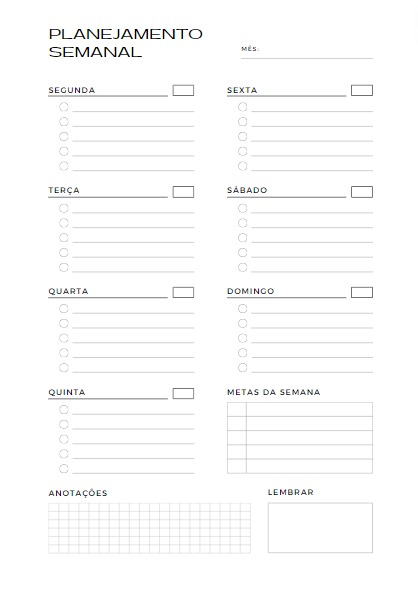 PLANEJAMENTO
SEMANAL
MÊS:
SEGUNDA
TERÇA
QUARTA
QUINTA
SEXTA
SÁBADO
DOMINGO
METAS DA SEMANA
ANOTAÇÕES
LEMBRAR